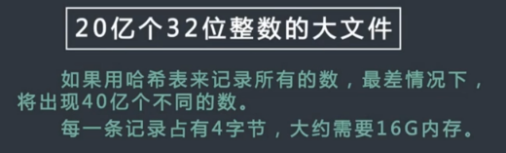 20亿个32位整数的大文件
如果用哈希表来记录所有的数，最差情况下，
将出现40亿个不同的数。
每一条记录占有4字节，大约需要16G内存。